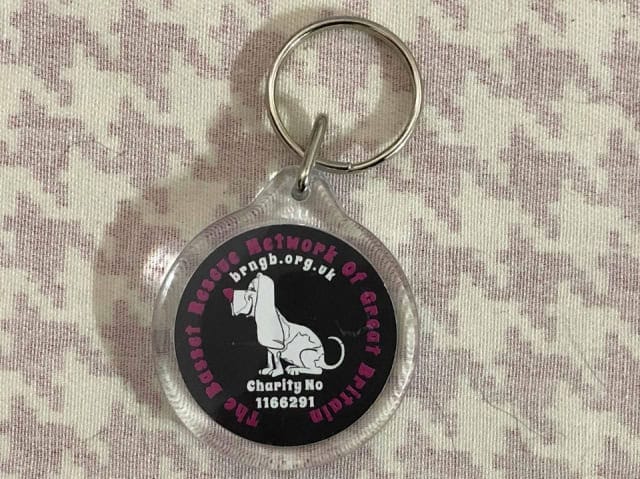 The Basset Rescue Network Of Great Britain
brngb.org.uk
Charity No
1166291